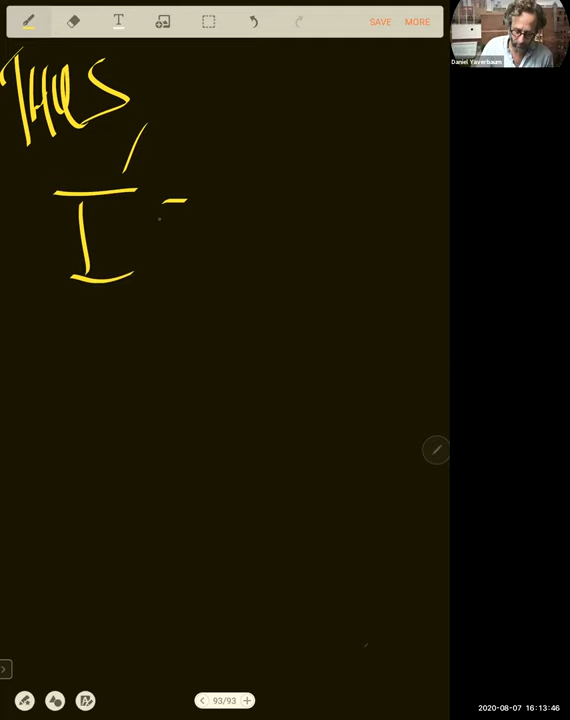 T
SAVE MORE
Daniel Yaverbaum
THUS,
I =
93/93
2020-08-07 16:13:46